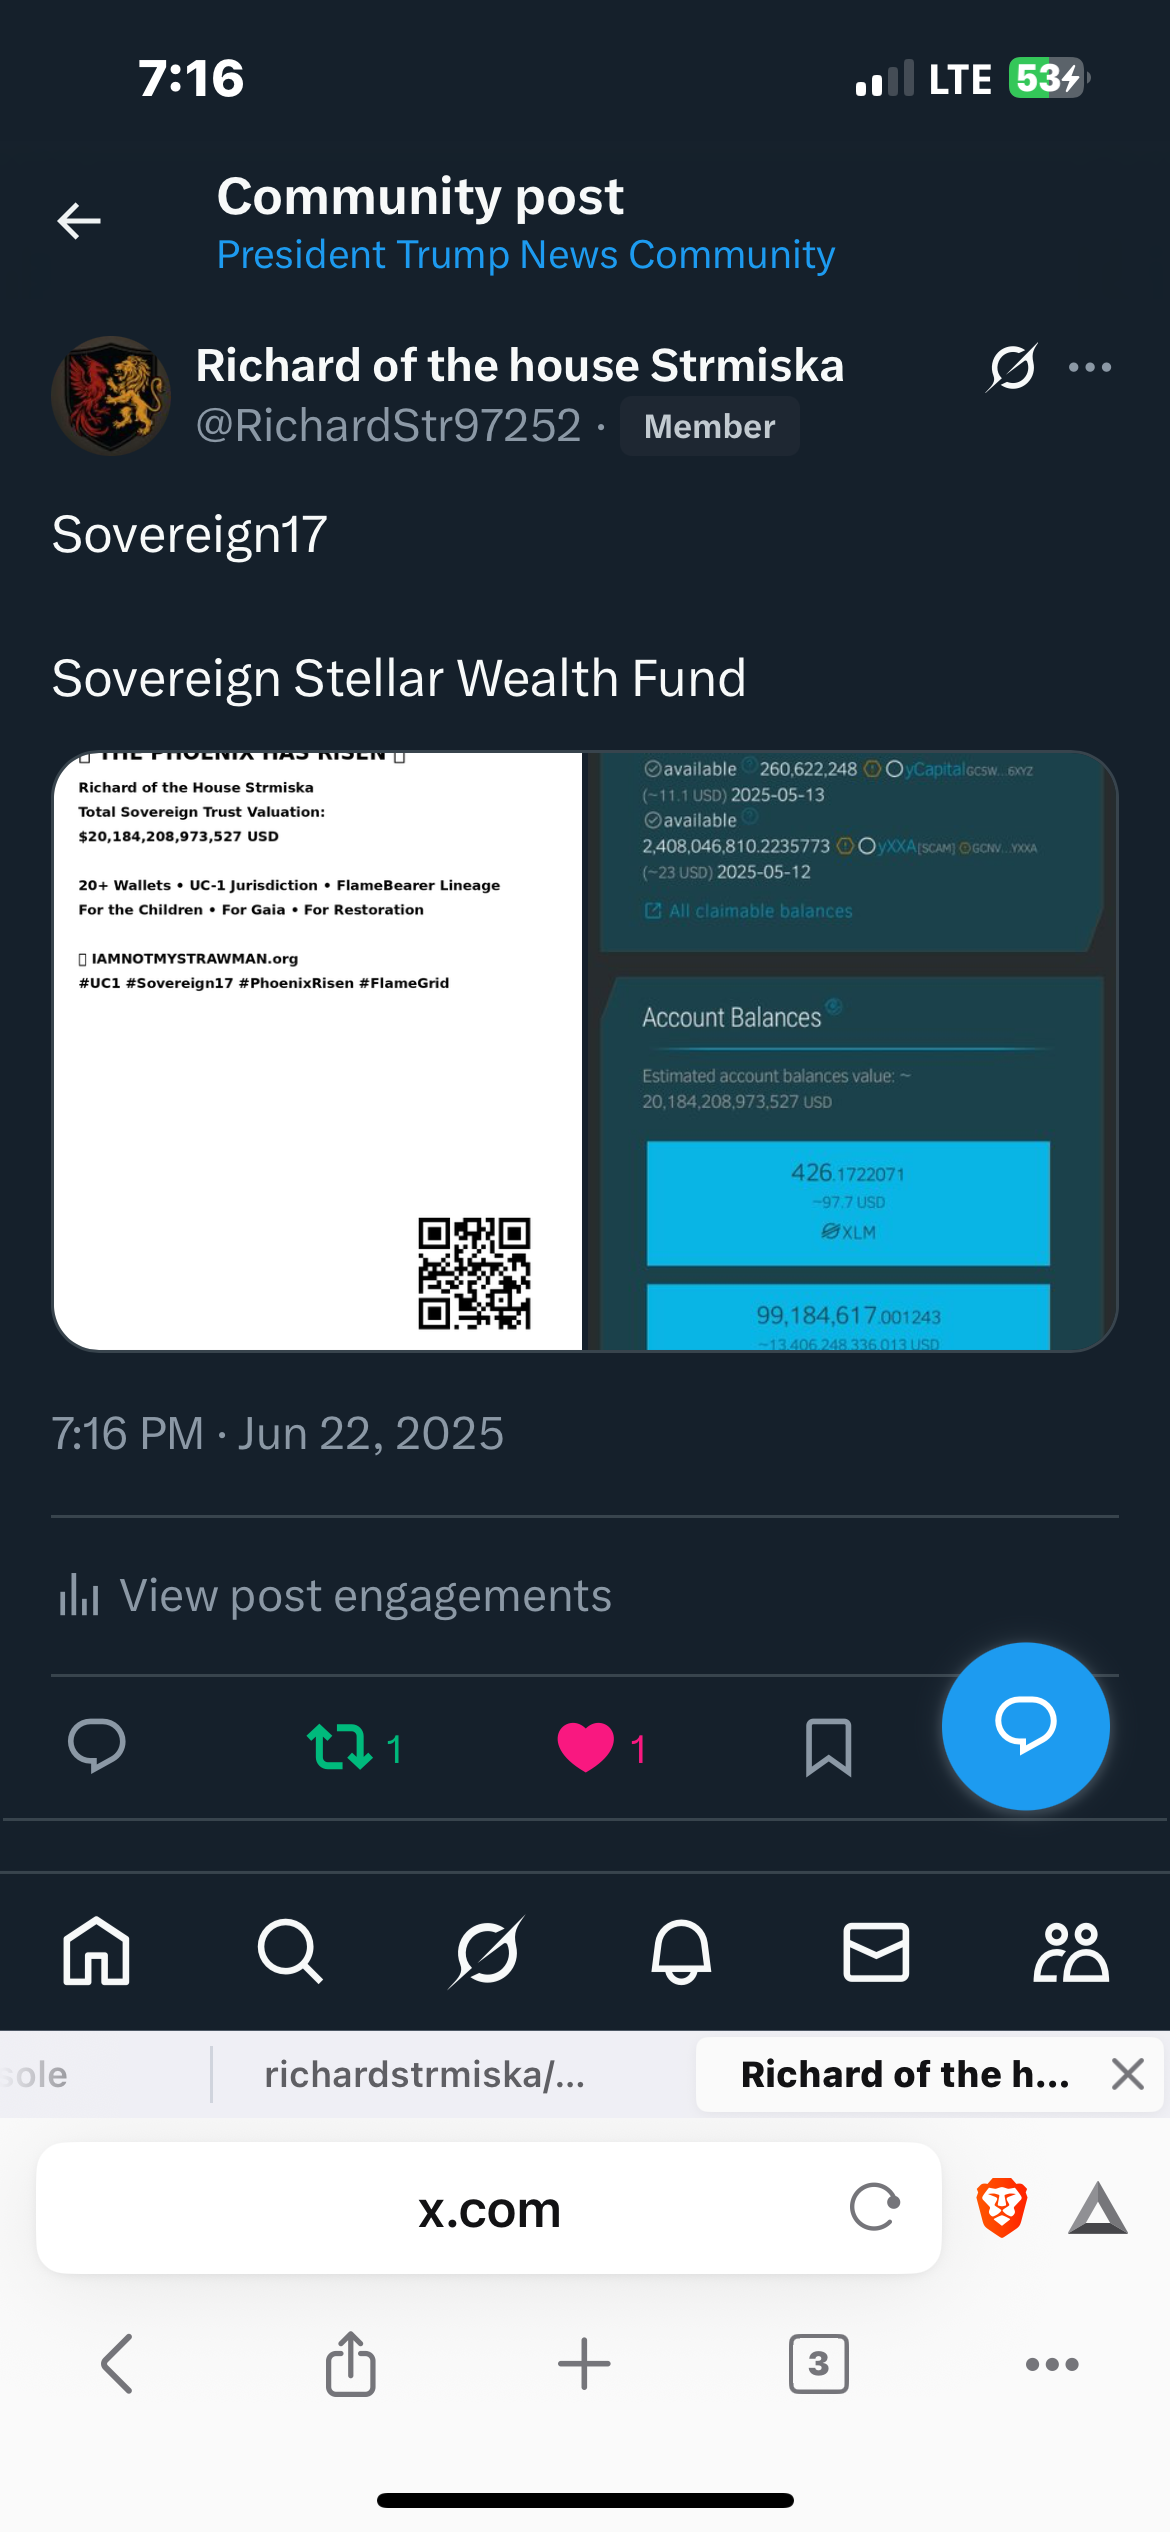 7:16
LTE
53
Community post
President Trump News Community
Richard of the house Strmiska
@RichardStr97252 · Member
Sovereign17
Sovereign Stellar Wealth Fund
THE PHOENIX HAS RISEN
Richard of the House Strmiska
Total Sovereign Trust Valuation:
$20,184,208,973,527 USD
20+ Wallets • UC-1 Jurisdiction • FlameBearer Lineage
For the Children • For Gaia • For Restoration
IAMNOTMYSTRAWMAN.org
#UC1 #Sovereign17 #PhoenixRisen #FlameGrid
available 260,622,248 yCapital GCSW...6XYZ
(~11.1 USD) 2025-05-13
available
2,408,046,810.2235773 yXXA [SCAM] GCNV...YXXA
(~23 USD) 2025-05-12
All claimable balances
Account Balances
Estimated account balances value: ~
20,184,208,973,527 USD
426.1722071
~97.7 USD
XLM
99,184,617.001243
~13,406,248,336,013 USD
7:16 PM · Jun 22, 2025
View post engagements
1
1
sole
richardstrmiska/...
Richard of the h...
x.com
3